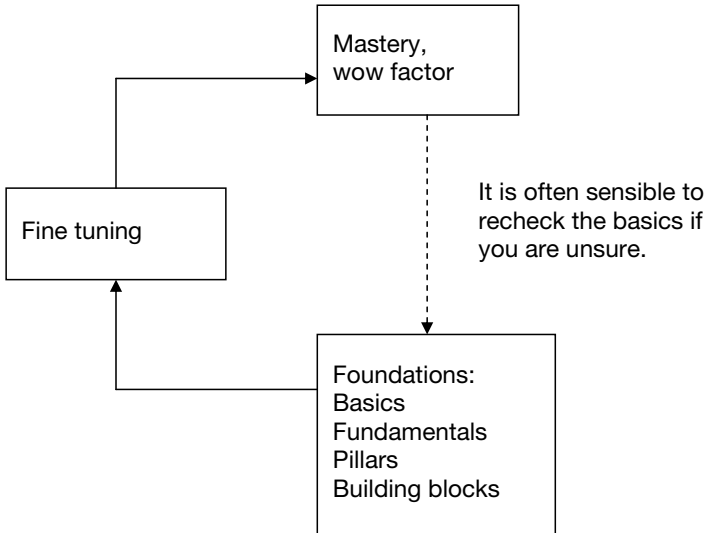 Mastery,
wow factor
Fine tuning
It is often sensible to
recheck the basics if
you are unsure.
Foundations:
Basics
Fundamentals
Pillars
Building blocks